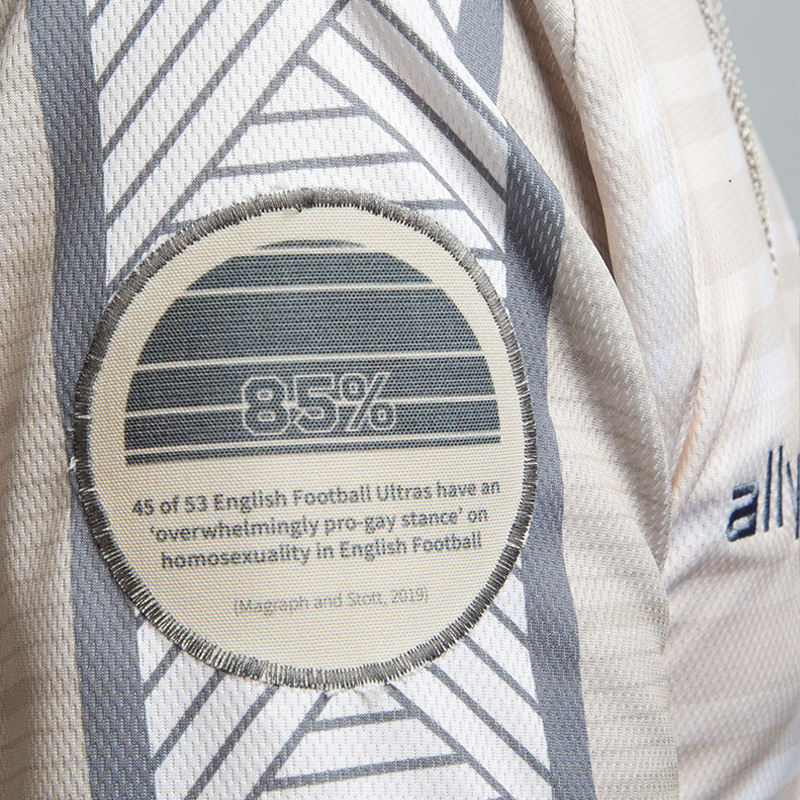 85%
45 of 53 English Football Ultras have an
‘overwhelmingly pro-gay stance’ on
homosexuality in English Football
(Magraph and Stott, 2019)
ally